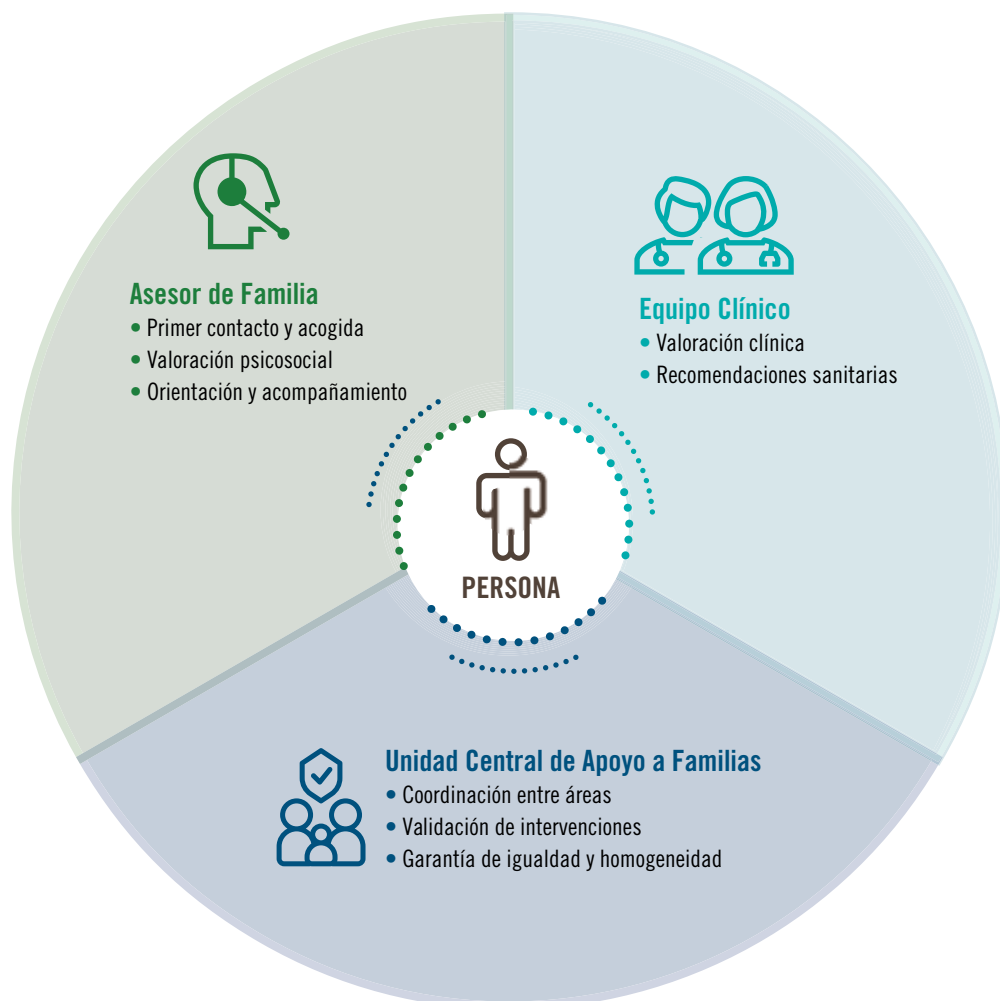 Asesor de Familia
• Primer contacto y acogida
• Valoración psicosocial
• Orientación y acompañamiento
Equipo Clínico
• Valoración clínica
• Recomendaciones sanitarias
PERSONA
Unidad Central de Apoyo a Familias
• Coordinación entre áreas
• Validación de intervenciones
• Garantía de igualdad y homogeneidad